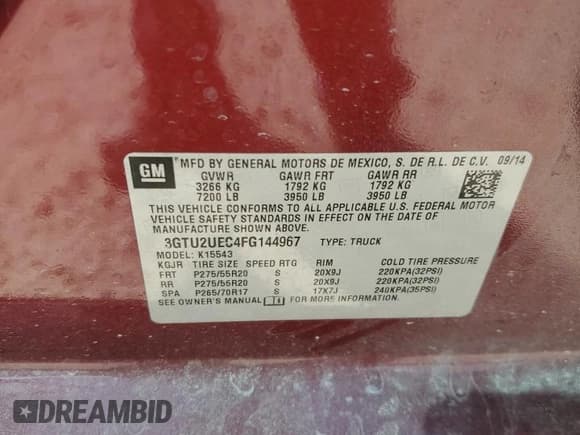 GM
MFD BY GENERAL MOTORS DE MEXICO, S. DE R.L. DE C.V. 09/14
GVWR GAWR FRT GAWR RR
3266 KG 1792 KG 1792 KG
7200 LB 3950 LB 3950 LB
THIS VEHICLE CONFORMS TO ALL APPLICABLE U.S. FEDERAL MOTOR
VEHICLE SAFETY STANDARDS IN EFFECT ON THE DATE OF
MANUFACTURE SHOWN ABOVE.
3GTU2UEC4FG144967 TYPE: TRUCK
MODEL: K15543
KGJR TIRE SIZE SPEED RTG RIM COLD TIRE PRESSURE
FRT P275/55R20 S 20X9J 220KPA(32PSI)
RR P275/55R20 S 20X9J 220KPA(32PSI)
SPA P265/70R17 S 17X7J 240KPA(35PSI)
SEE OWNER'S MANUAL FOR MORE INFORMATION.
DREAMBID